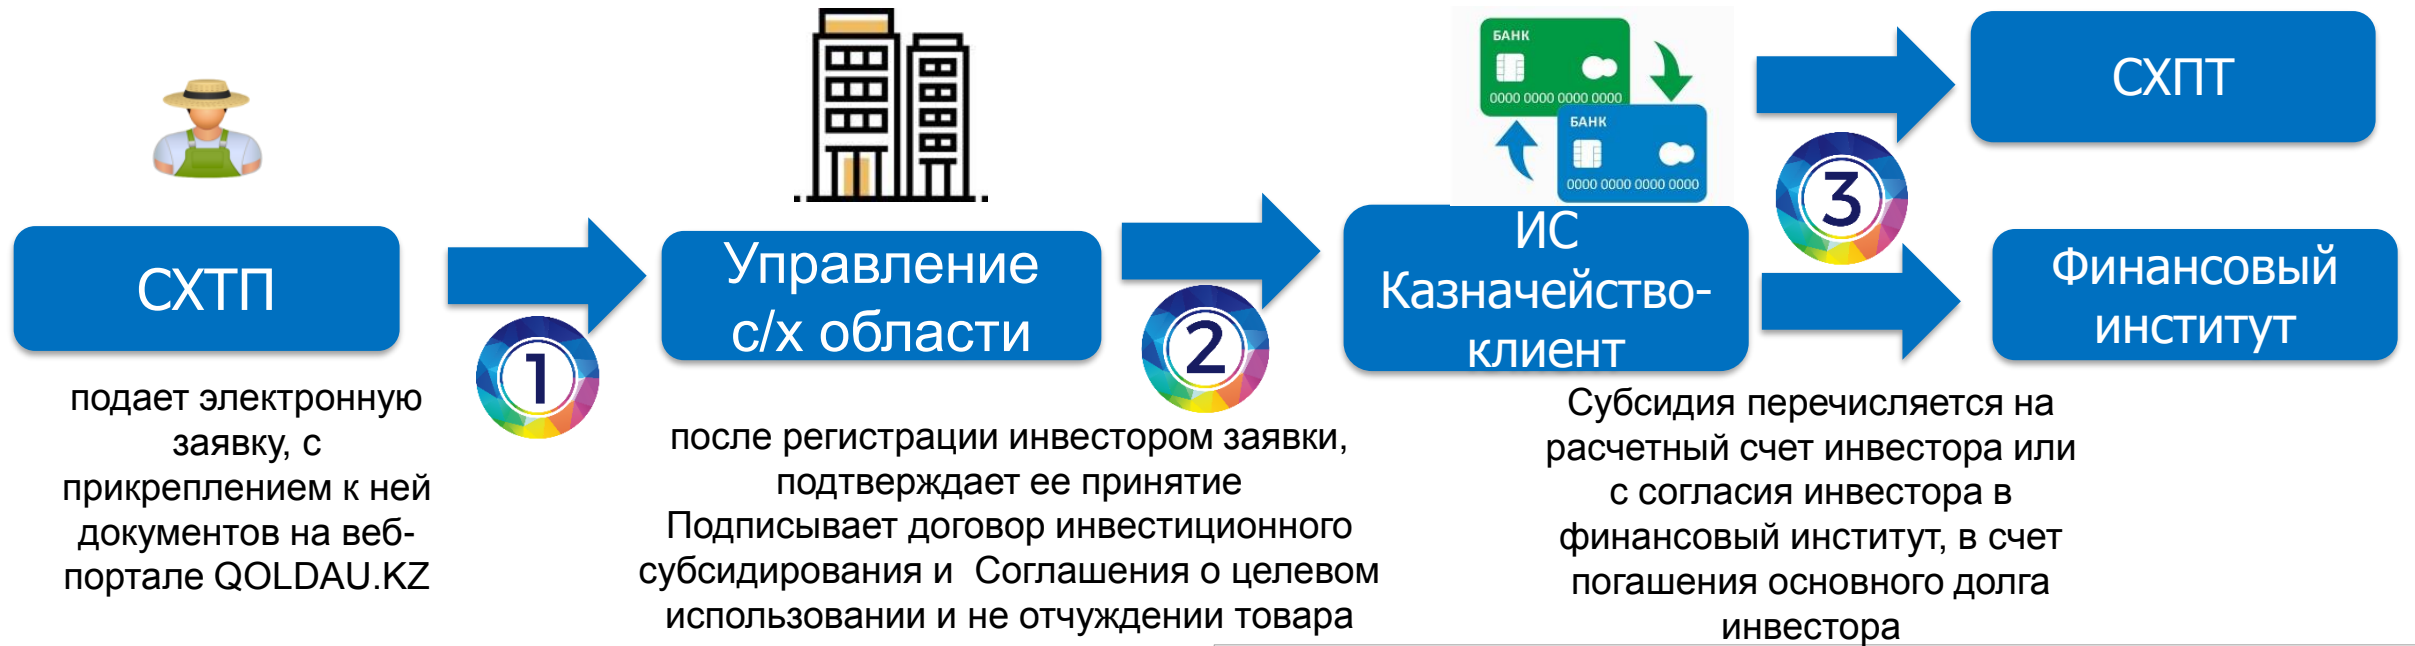 СХТП
подает электронную
заявку, с
прикреплением к ней
документов на веб-
портале QOLDAU.KZ
1
Управление
с/х области
после регистрации инвестором заявки,
подтверждает ее принятие
Подписывает договор инвестиционного
субсидирования и  Соглашения о целевом
использовании и не отчуждении товара
2
БАНК
0000 0000 0000 0000
БАНК
0000 0000 0000 0000
ИС
Казначейство-
клиент
3
СХПТ
Финансовый
институт
Субсидия перечисляется на
расчетный счет инвестора или
с согласия инвестора в
финансовый институт, в счет
погашения основного долга
инвестора